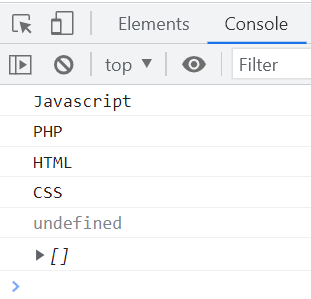 Elements Console
top Filter
Javascript
PHP
HTML
CSS
undefined
[]